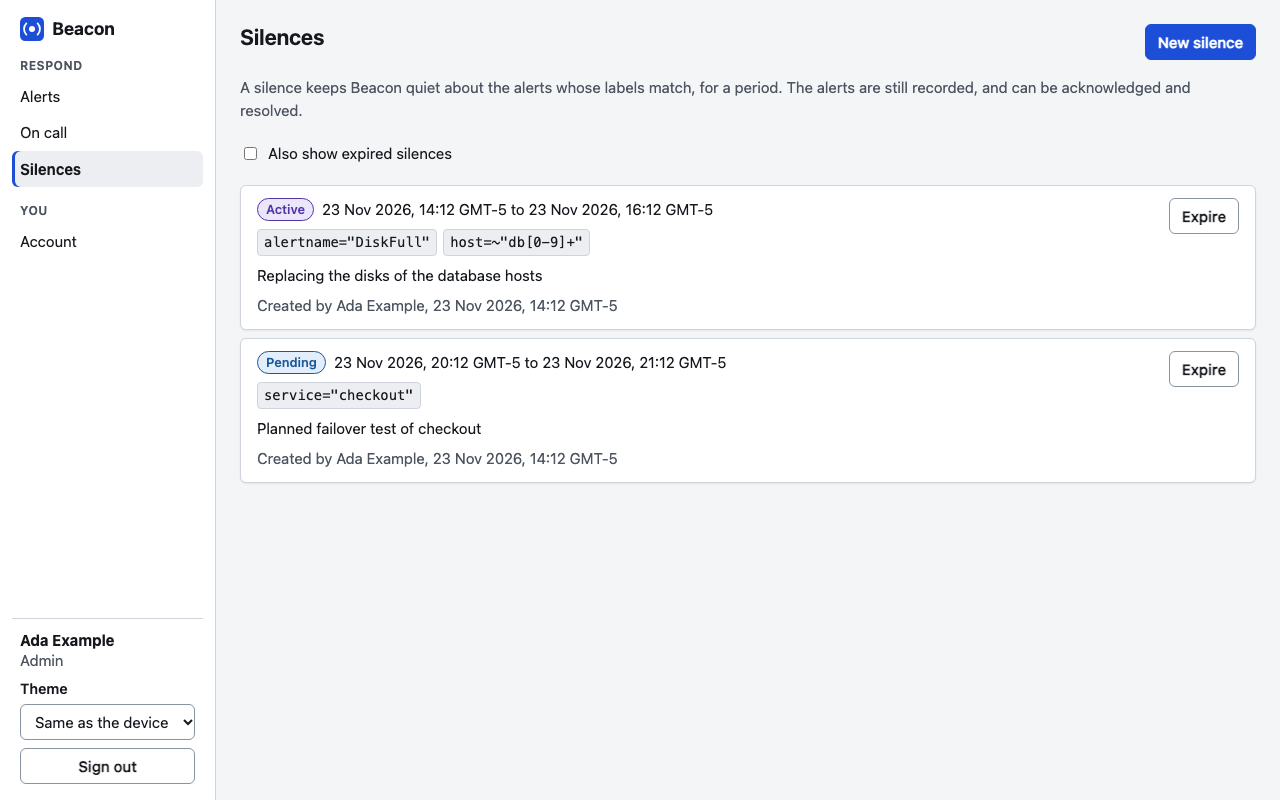 Beacon
RESPOND
Alerts
On call
Silences
YOU
Account
Ada Example
Admin
Theme
Same as the device
Sign out
Silences
New silence
A silence keeps Beacon quiet about the alerts whose labels match, for a period. The alerts are still recorded, and can be acknowledged and
resolved.
Also show expired silences
Active 23 Nov 2026, 14:12 GMT-5 to 23 Nov 2026, 16:12 GMT-5
Expire
alertname="DiskFull" host=~"db[0-9]+"
Replacing the disks of the database hosts
Created by Ada Example, 23 Nov 2026, 14:12 GMT-5
Pending 23 Nov 2026, 20:12 GMT-5 to 23 Nov 2026, 21:12 GMT-5
Expire
service="checkout"
Planned failover test of checkout
Created by Ada Example, 23 Nov 2026, 14:12 GMT-5